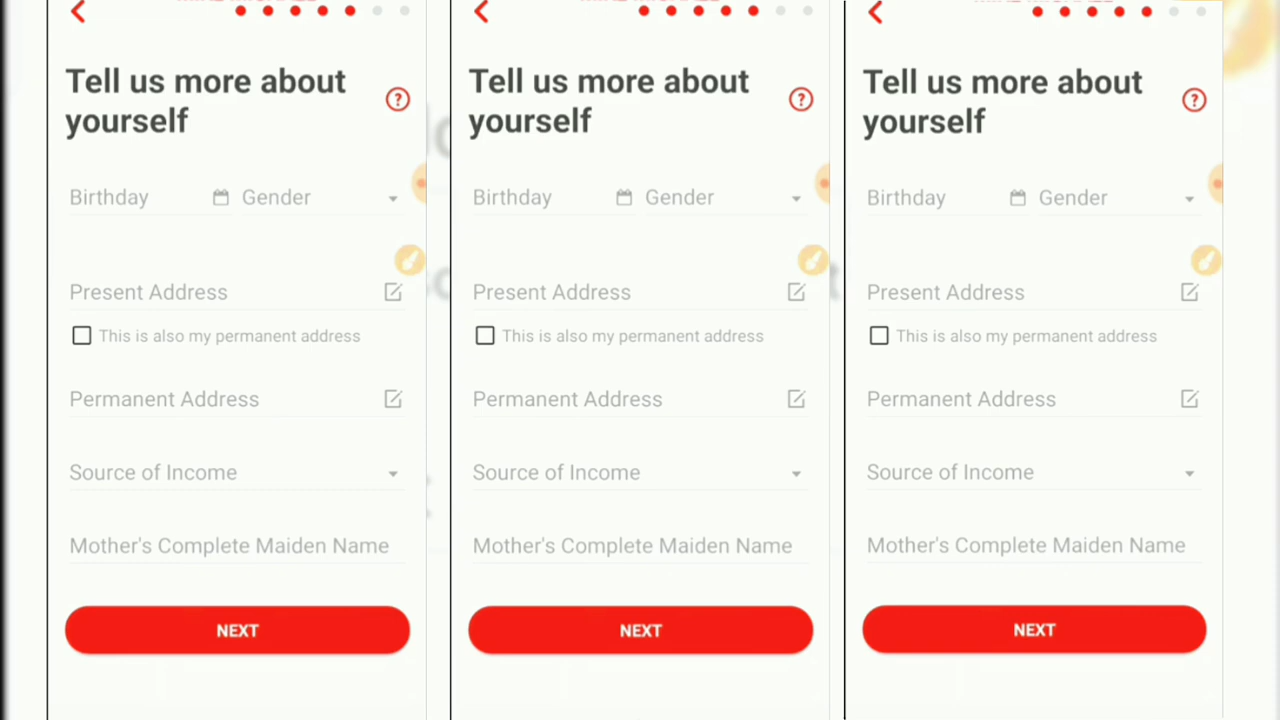 Tell us more about
yourself
Birthday
Gender
Present Address
This is also my permanent address
Permanent Address
Source of Income
Mother's Complete Maiden Name
NEXT
Tell us more about
yourself
Birthday
Gender
Present Address
This is also my permanent address
Permanent Address
Source of Income
Mother's Complete Maiden Name
NEXT
Tell us more about
yourself
Birthday
Gender
Present Address
This is also my permanent address
Permanent Address
Source of Income
Mother's Complete Maiden Name
NEXT